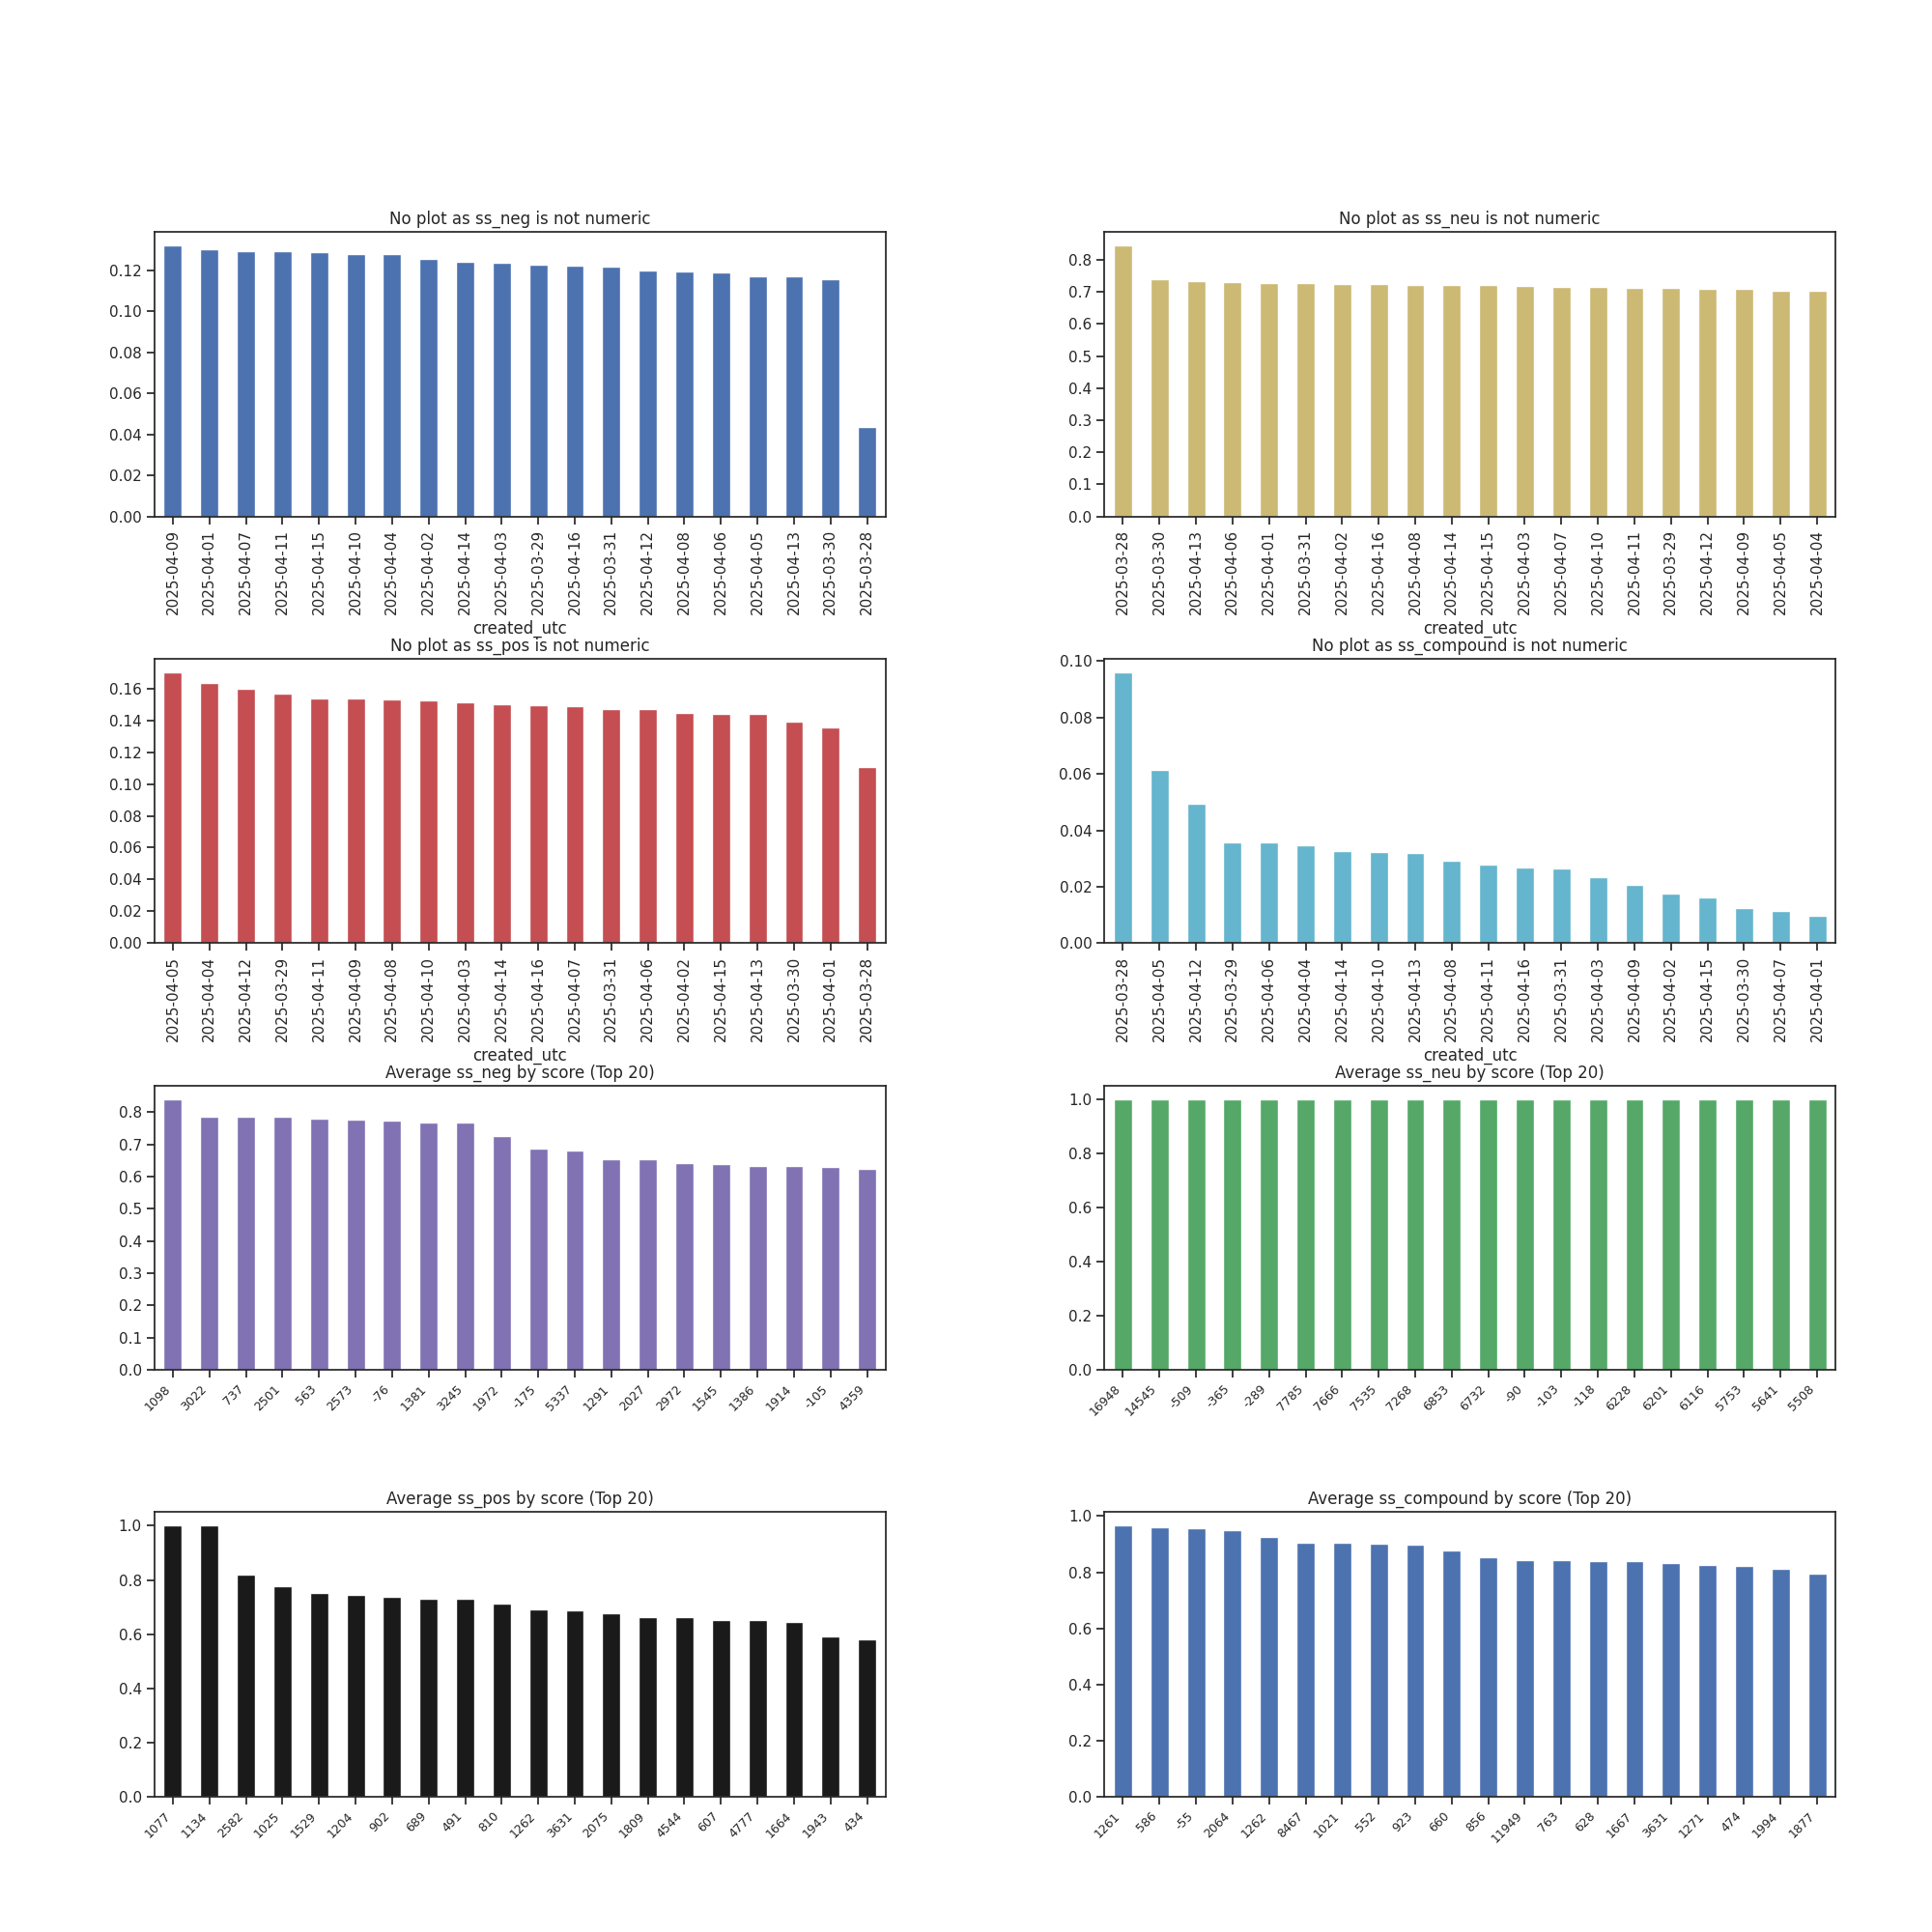 No plot as ss_neg is not numeric
0.12
0.10
0.08
0.06
0.04
0.02
0.00
2025-04-09 2025-04-01 2025-04-07 2025-04-11 2025-04-15 2025-04-10 2025-04-04 2025-04-02 2025-04-14 2025-04-03 2025-03-29 2025-04-16 2025-03-31 2025-04-12 2025-04-08 2025-04-06 2025-04-05 2025-04-13 2025-03-30 2025-03-28
created_utc
No plot as ss_neu is not numeric
0.8
0.7
0.6
0.5
0.4
0.3
0.2
0.1
0.0
2025-03-28 2025-03-30 2025-04-13 2025-04-06 2025-04-01 2025-03-31 2025-04-02 2025-04-16 2025-04-08 2025-04-14 2025-04-15 2025-04-03 2025-04-07 2025-04-10 2025-04-11 2025-03-29 2025-04-12 2025-04-09 2025-04-05 2025-04-04
created_utc
No plot as ss_pos is not numeric
0.16
0.14
0.12
0.10
0.08
0.06
0.04
0.02
0.00
2025-04-05 2025-04-04 2025-04-12 2025-03-29 2025-04-11 2025-04-09 2025-04-08 2025-04-10 2025-04-03 2025-04-14 2025-04-16 2025-04-07 2025-03-31 2025-04-06 2025-04-02 2025-04-15 2025-04-13 2025-03-30 2025-04-01 2025-03-28
created_utc
No plot as ss_compound is not numeric
0.10
0.08
0.06
0.04
0.02
0.00
2025-03-28 2025-04-05 2025-04-12 2025-03-29 2025-04-06 2025-04-04 2025-04-14 2025-04-10 2025-04-13 2025-04-08 2025-04-11 2025-04-16 2025-03-31 2025-04-03 2025-04-09 2025-04-02 2025-04-15 2025-03-30 2025-04-07 2025-04-01
created_utc
Average ss_neg by score (Top 20)
0.8
0.7
0.6
0.5
0.4
0.3
0.2
0.1
0.0
1098 3022 737 2501 563 2573 -76 1381 3245 1972 -175 5337 1291 2027 2972 1545 1386 1914 -105 4359
Average ss_neu by score (Top 20)
1.0
0.8
0.6
0.4
0.2
0.0
16948 14545 -509 -365 -289 7785 7666 7535 7268 6853 6732 -90 -103 -118 6228 6201 6116 5753 5641 5508
Average ss_pos by score (Top 20)
1.0
0.8
0.6
0.4
0.2
0.0
1077 1134 2582 1025 1529 1204 902 689 491 810 1262 3631 2075 1809 4544 607 4777 1664 1943 434
Average ss_compound by score (Top 20)
1.0
0.8
0.6
0.4
0.2
0.0
1261 586 -55 2064 1262 8467 1021 552 923 660 856 11949 763 628 1667 3631 1271 474 1994 1877